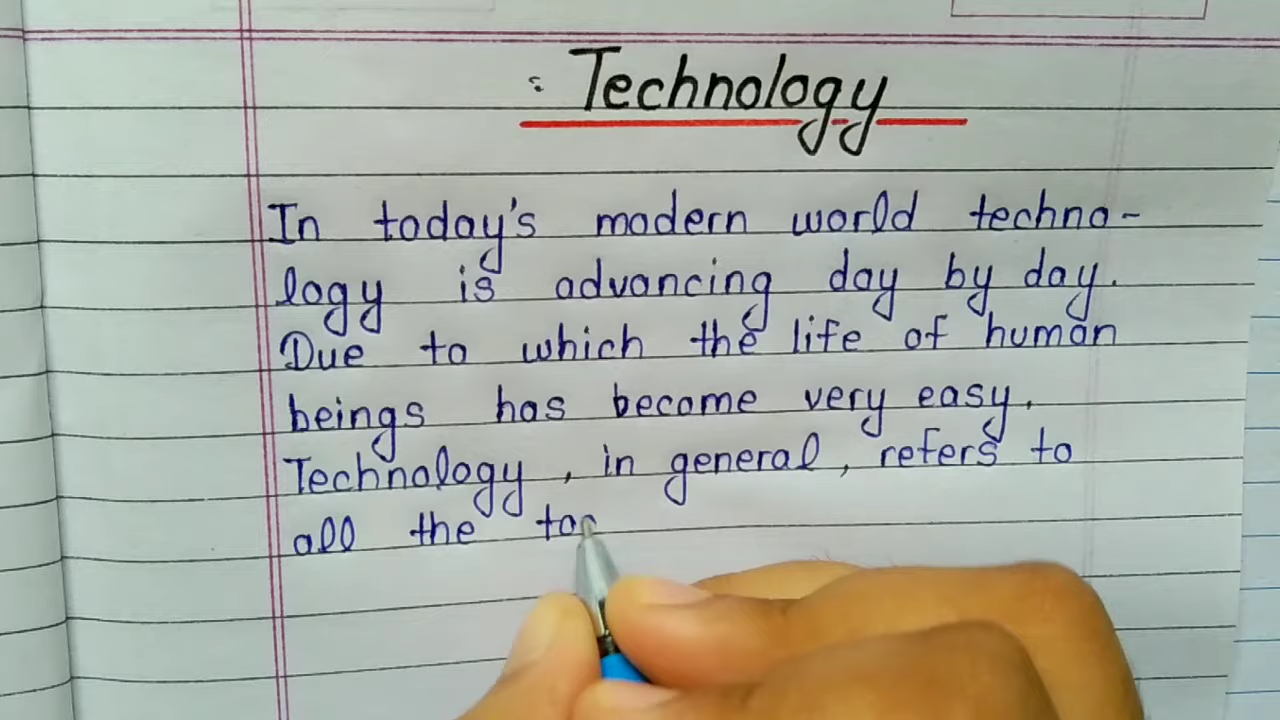 : Technology
In today's modern world techno-
logy is advancing day by day.
Due to which the life of human
beings has become very easy.
Technology, in general, refers to
all the too